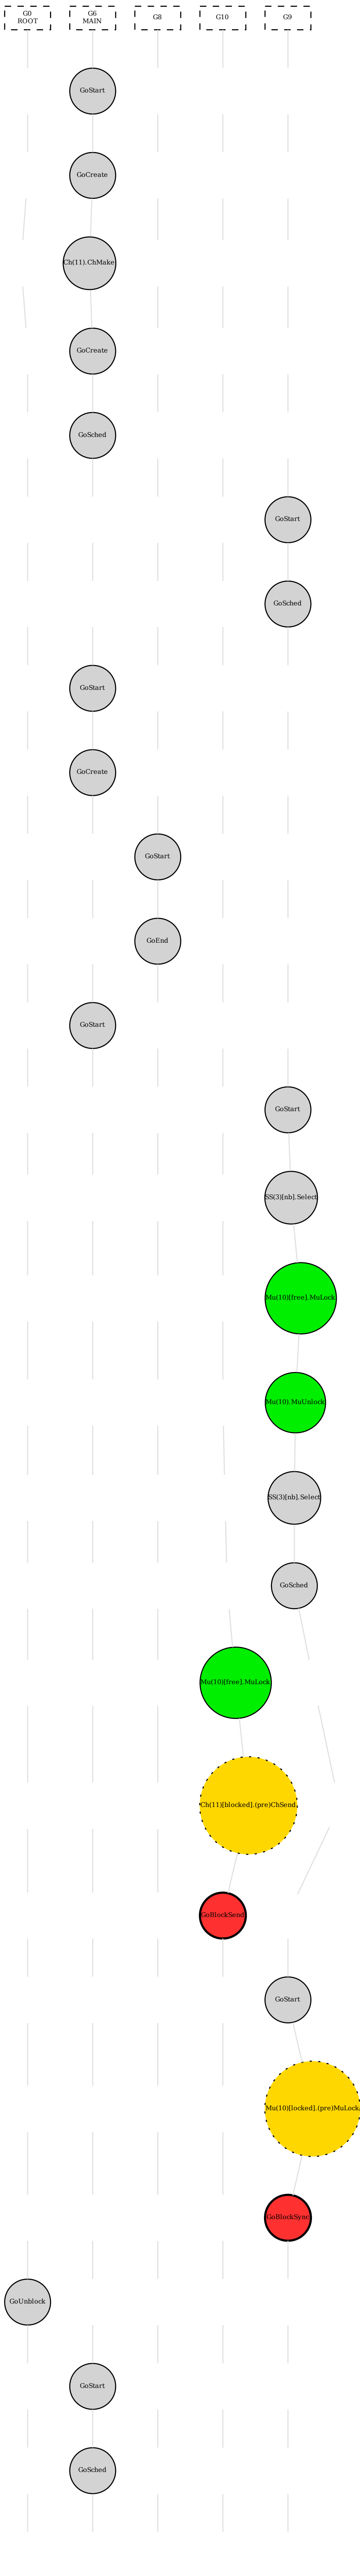 G0
ROOT
G6
MAIN
G8
G10
G9
GoStart
GoCreate
Ch(11).ChMake
GoCreate
GoSched
GoStart
GoSched
GoStart
GoCreate
GoStart
GoEnd
GoStart
GoStart
SS(3)[nb].Select
Mu(10)[free].MuLock
Mu(10).MuUnlock
SS(3)[nb].Select
GoSched
Mu(10)[free].MuLock
Ch(11)[blocked].(pre)ChSend
GoBlockSend
GoStart
Mu(10)[locked].(pre)MuLock
GoBlockSync
GoUnblock
GoStart
GoSched